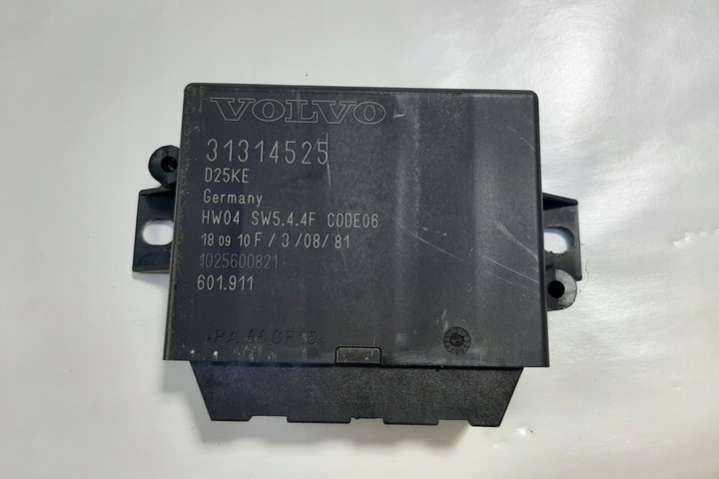 VOLVO
31314525
D25KE
Germany
HW04 SW5.4.4F CODE06
18 09 10 F / 3 /08/ 81
1025600821
601.911